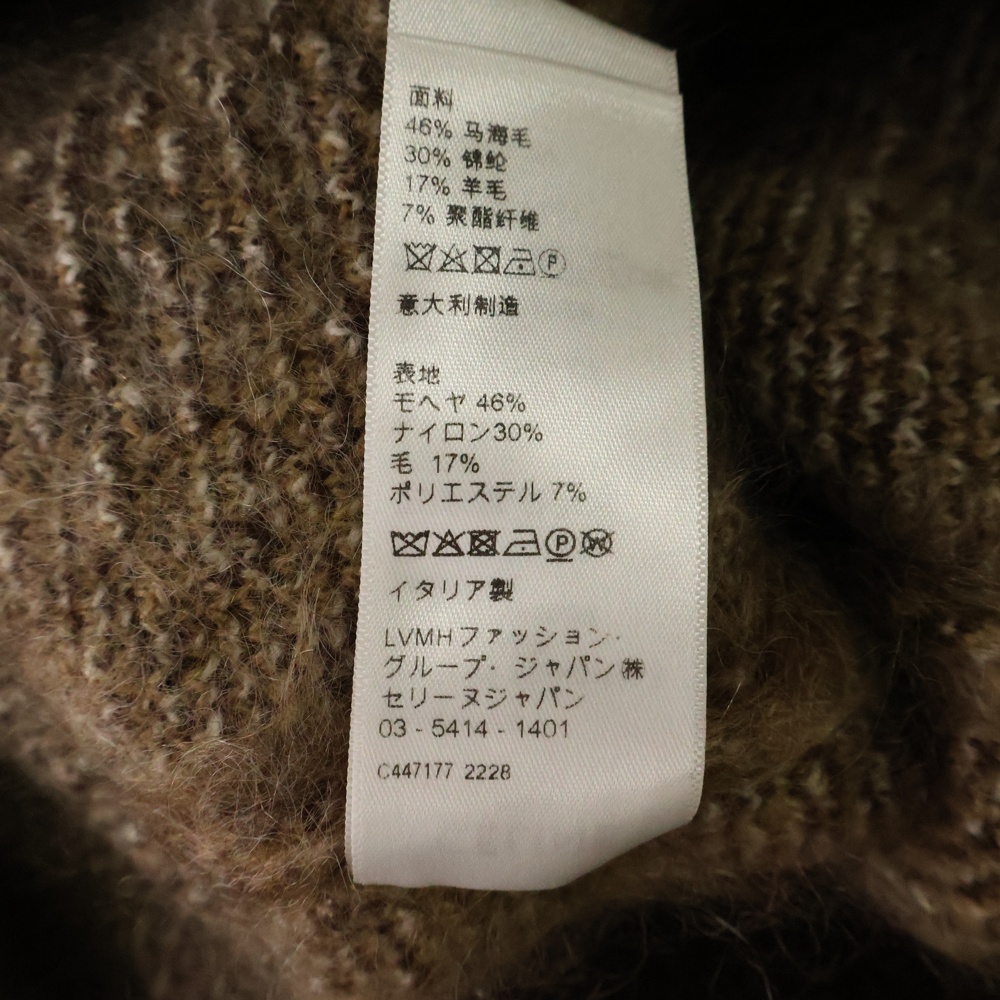 面料
46% 马海毛
30% 锦纶
17% 羊毛
7% 聚酯纤维
P
意大利制造
表地
モヘヤ 46%
ナイロン30%
毛 17%
ポリエステル 7%
P W
イタリア製
LVMHファッション・
グループ・ジャパン㈱
セリーヌジャパン
03 - 5414 - 1401
C447177 2228